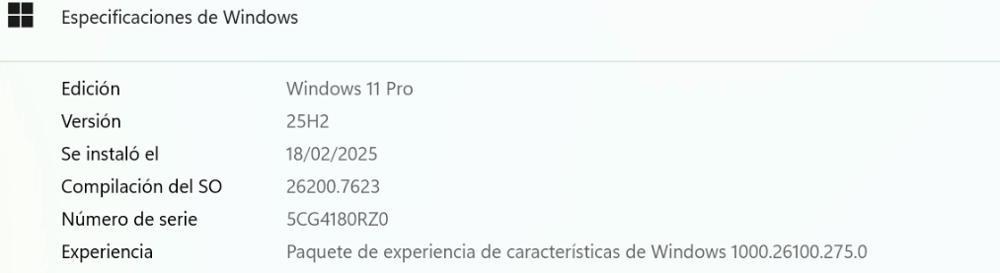 Especificaciones de Windows
Edición Windows 11 Pro
Versión 25H2
Se instaló el 18/02/2025
Compilación del SO 26200.7623
Número de serie 5CG4180RZ0
Experiencia Paquete de experiencia de características de Windows 1000.26100.275.0